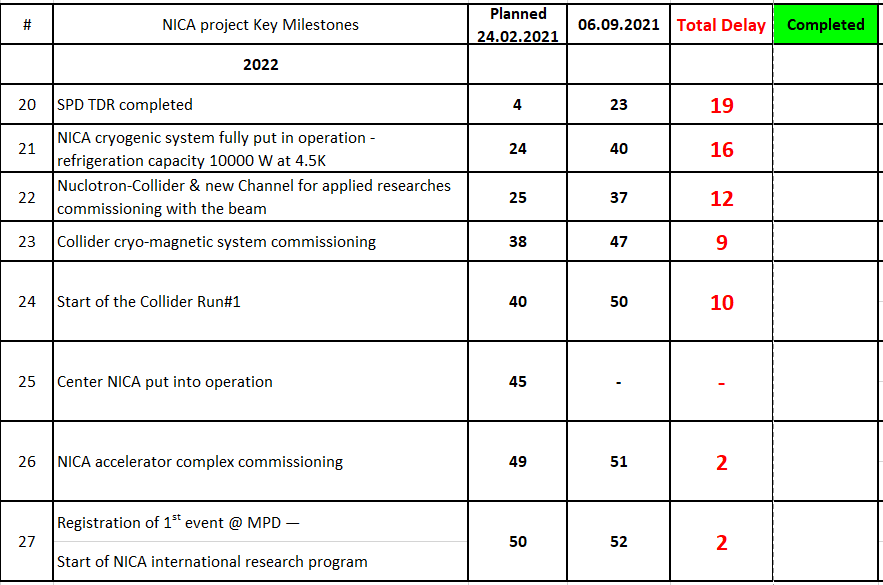 # NICA project Key Milestones Planned 24.02.2021 06.09.2021 Total Delay Completed
2022
20 SPD TDR completed 4 23 19
21 NICA cryogenic system fully put in operation - refrigeration capacity 10000 W at 4.5K 24 40 16
22 Nuclotron-Collider & new Channel for applied researches commissioning with the beam 25 37 12
23 Collider cryo-magnetic system commissioning 38 47 9
24 Start of the Collider Run#1 40 50 10
25 Center NICA put into operation 45 - -
26 NICA accelerator complex commissioning 49 51 2
27 Registration of 1st event @ MPD — Start of NICA international research program 50 52 2